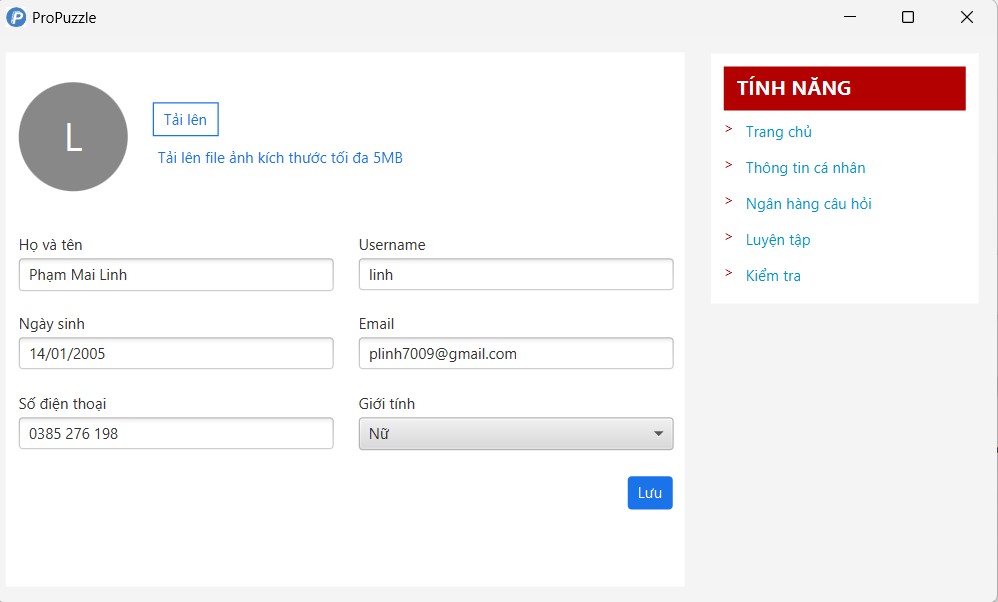 ProPuzzle
L
Tải lên
Tải lên file ảnh kích thước tối đa 5MB
Họ và tên
Username
Phạm Mai Linh
linh
Ngày sinh
Email
14/01/2005
plinh7009@gmail.com
Số điện thoại
Giới tính
0385 276 198
Nữ
Lưu
TÍNH NĂNG
> Trang chủ
> Thông tin cá nhân
> Ngân hàng câu hỏi
> Luyện tập
> Kiểm tra